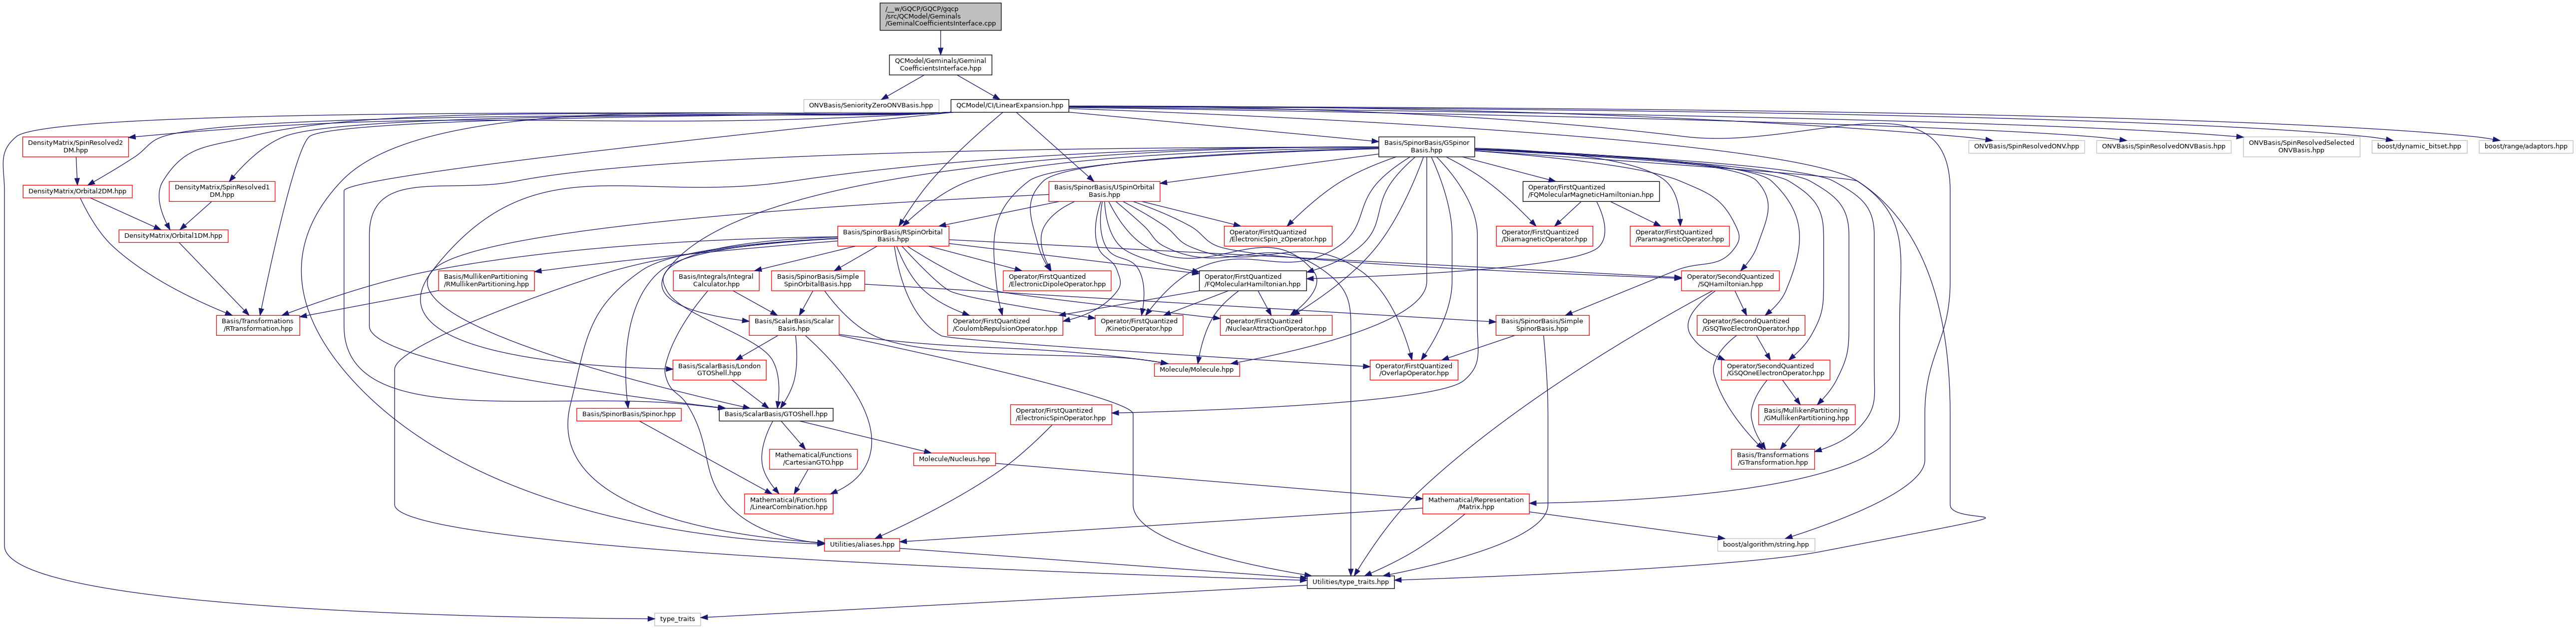 /__w/GQCP/GQCP/gqcp
/src/QCModel/Geminals
/GeminalCoefficientsInterface.cpp
QCModel/Geminals/Geminal
CoefficientsInterface.hpp
ONVBasis/SeniorityZeroONVBasis.hpp
QCModel/CI/LinearExpansion.hpp
DensityMatrix/SpinResolved2
DM.hpp
Basis/SpinorBasis/GSpinor
Basis.hpp
ONVBasis/SpinResolvedONV.hpp
ONVBasis/SpinResolvedONVBasis.hpp
ONVBasis/SpinResolvedSelected
ONVBasis.hpp
boost/dynamic_bitset.hpp
boost/range/adaptors.hpp
DensityMatrix/Orbital2DM.hpp
DensityMatrix/SpinResolved1
DM.hpp
Basis/SpinorBasis/USpinOrbital
Basis.hpp
Operator/FirstQuantized
/FQMolecularMagneticHamiltonian.hpp
DensityMatrix/Orbital1DM.hpp
Basis/SpinorBasis/RSpinOrbital
Basis.hpp
Operator/FirstQuantized
/ElectronicSpin_zOperator.hpp
Operator/FirstQuantized
/DiamagneticOperator.hpp
Operator/FirstQuantized
/ParamagneticOperator.hpp
Basis/MullikenPartitioning
/RMullikenPartitioning.hpp
Basis/Integrals/Integral
Calculator.hpp
Basis/SpinorBasis/Simple
SpinOrbitalBasis.hpp
Operator/FirstQuantized
/ElectronicDipoleOperator.hpp
Operator/FirstQuantized
/FQMolecularHamiltonian.hpp
Operator/SecondQuantized
/SQHamiltonian.hpp
Basis/Transformations
/RTransformation.hpp
Basis/ScalarBasis/Scalar
Basis.hpp
Operator/FirstQuantized
/CoulombRepulsionOperator.hpp
Operator/FirstQuantized
/KineticOperator.hpp
Operator/FirstQuantized
/NuclearAttractionOperator.hpp
Basis/SpinorBasis/Simple
SpinorBasis.hpp
Operator/SecondQuantized
/GSQTwoElectronOperator.hpp
Basis/ScalarBasis/London
GTOShell.hpp
Molecule/Molecule.hpp
Operator/FirstQuantized
/OverlapOperator.hpp
Operator/SecondQuantized
/GSQOneElectronOperator.hpp
Basis/SpinorBasis/Spinor.hpp
Basis/ScalarBasis/GTOShell.hpp
Operator/FirstQuantized
/ElectronicSpinOperator.hpp
Basis/MullikenPartitioning
/GMullikenPartitioning.hpp
Mathematical/Functions
/CartesianGTO.hpp
Molecule/Nucleus.hpp
Basis/Transformations
/GTransformation.hpp
Mathematical/Functions
/LinearCombination.hpp
Mathematical/Representation
/Matrix.hpp
Utilities/aliases.hpp
boost/algorithm/string.hpp
Utilities/type_traits.hpp
type_traits